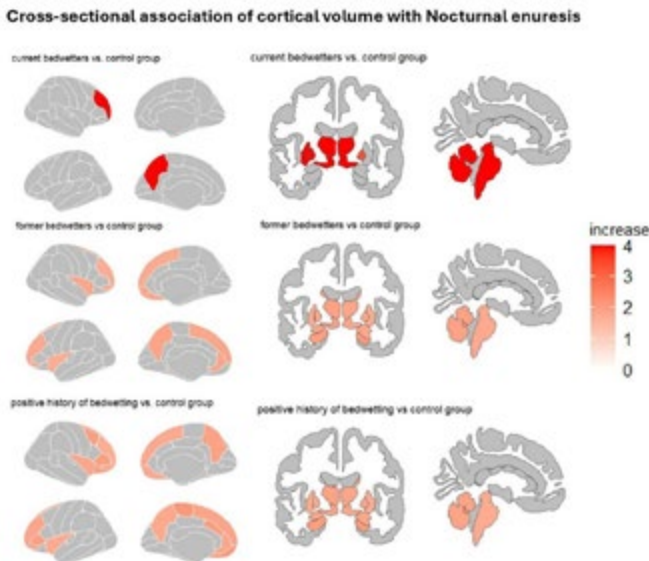 Cross-sectional association of cortical volume with Nocturnal enuresis
current bedwetters vs. control group
current bedwetters vs. control group
former bedwetters vs control group
former bedwetters vs control group
increase
4
3
2
1
0
positive history of bedwetting vs. control group
positive history of bedwetting vs control group